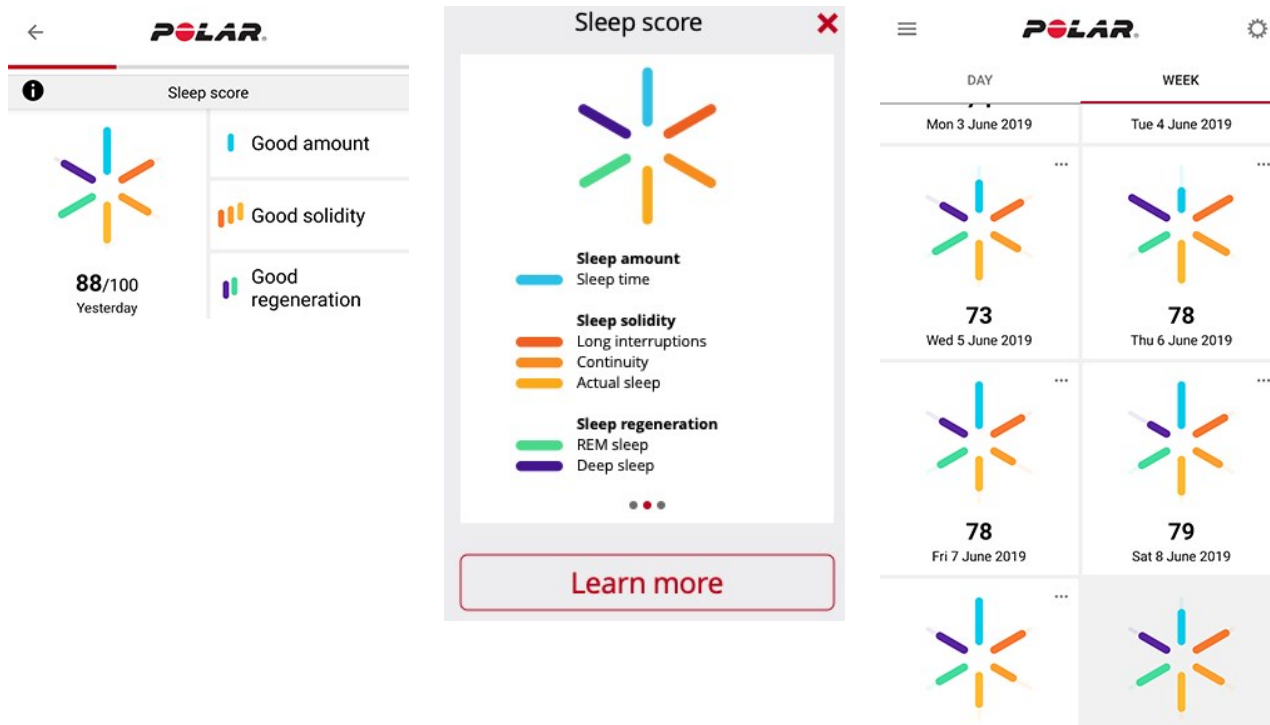 POLAR
Sleep score
Good amount
Good solidity
Good
regeneration
88/100
Yesterday
Sleep score
Sleep amount
Sleep time
Sleep solidity
Long interruptions
Continuity
Actual sleep
Sleep regeneration
REM sleep
Deep sleep
Learn more
POLAR
DAY
WEEK
Mon 3 June 2019
Tue 4 June 2019
73
Wed 5 June 2019
78
Thu 6 June 2019
78
Fri 7 June 2019
79
Sat 8 June 2019